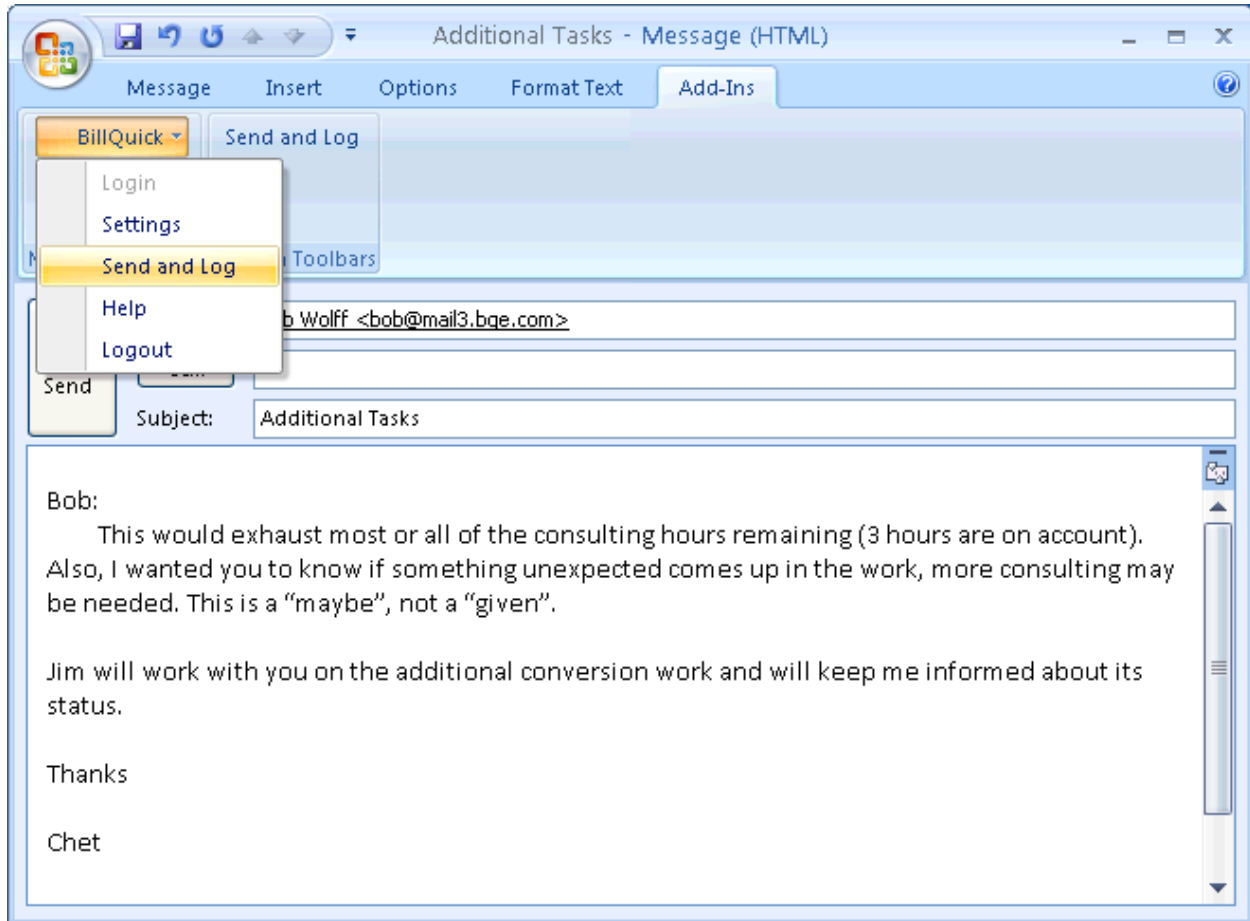 Additional Tasks - Message (HTML)
Message Insert Options Format Text Add-Ins
BillQuick Send and Log
Login
Settings
Send and Log
Toolbars
Help
Wolff <bob@mail3.bge.com>
Logout
Send
Subject: Additional Tasks
Bob:
This would exhaust most or all of the consulting hours remaining (3 hours are on account).
Also, I wanted you to know if something unexpected comes up in the work, more consulting may
be needed. This is a “maybe”, not a “given”.
Jim will work with you on the additional conversion work and will keep me informed about its
status.
Thanks
Chet